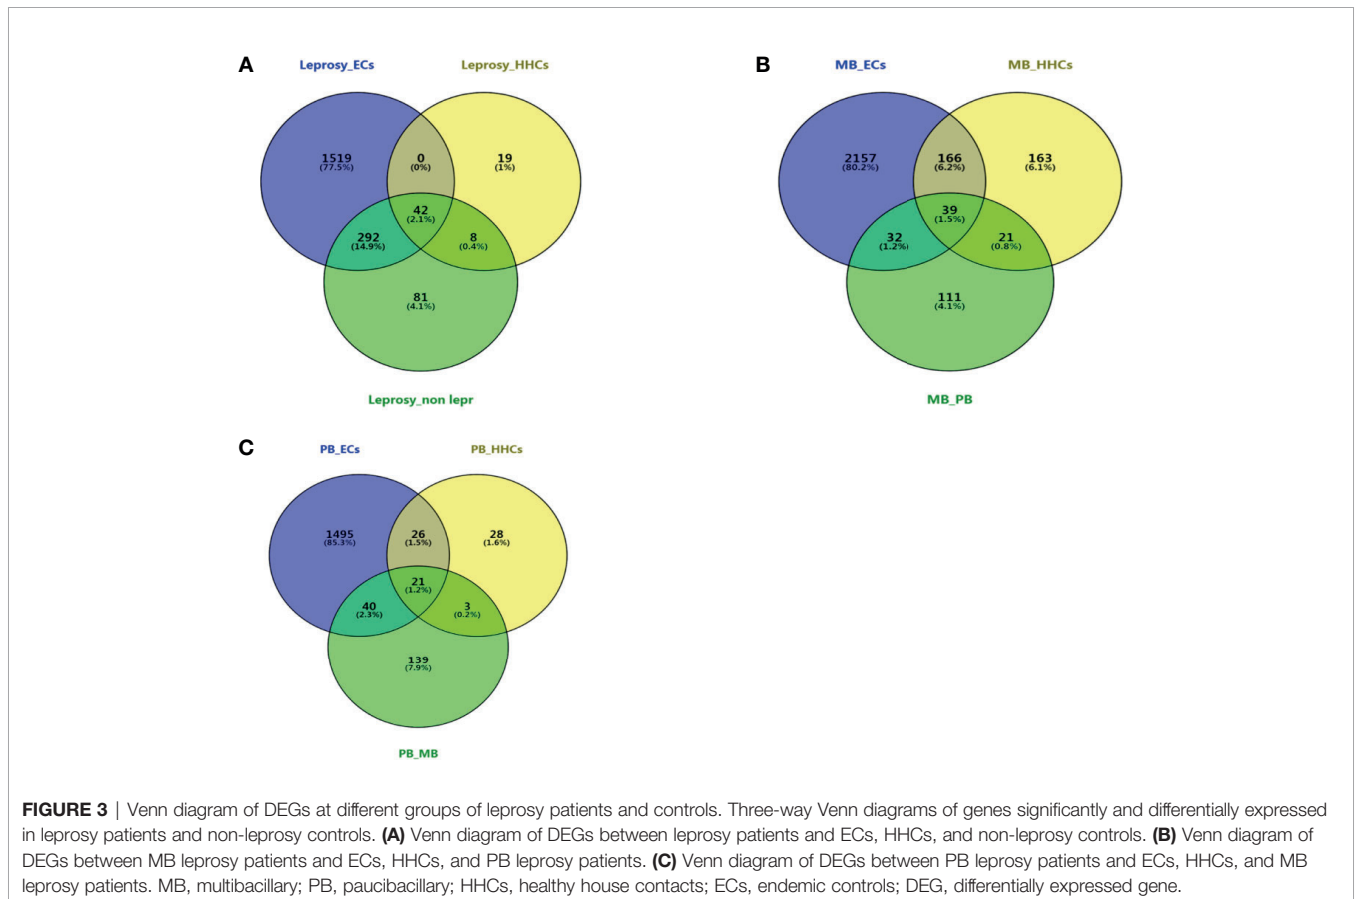 A
Leprosy_ECs
Leprosy_HHCs
1519
(77.5%)
0
(0%)
19
(1%)
42
(2.1%)
292
(14.9%)
8
(0.4%)
81
(4.1%)
Leprosy_non lepr
B
MB_ECs
MB_HHCs
2157
(80.2%)
166
(6.2%)
163
(6.1%)
39
(1.5%)
32
(1.2%)
21
(0.8%)
111
(4.1%)
MB_PB
C
PB_ECs
PB_HHCs
1495
(85.3%)
26
(1.5%)
28
(1.6%)
21
(1.2%)
40
(2.3%)
3
(0.2%)
139
(7.9%)
PB_MB
FIGURE 3 | Venn diagram of DEGs at different groups of leprosy patients and controls. Three-way Venn diagrams of genes significantly and differentially expressed
in leprosy patients and non-leprosy controls. (A) Venn diagram of DEGs between leprosy patients and ECs, HHCs, and non-leprosy controls. (B) Venn diagram of
DEGs between MB leprosy patients and ECs, HHCs, and PB leprosy patients. (C) Venn diagram of DEGs between PB leprosy patients and ECs, HHCs, and MB
leprosy patients. MB, multibacillary; PB, paucibacillary; HHCs, healthy house contacts; ECs, endemic controls; DEG, differentially expressed gene.